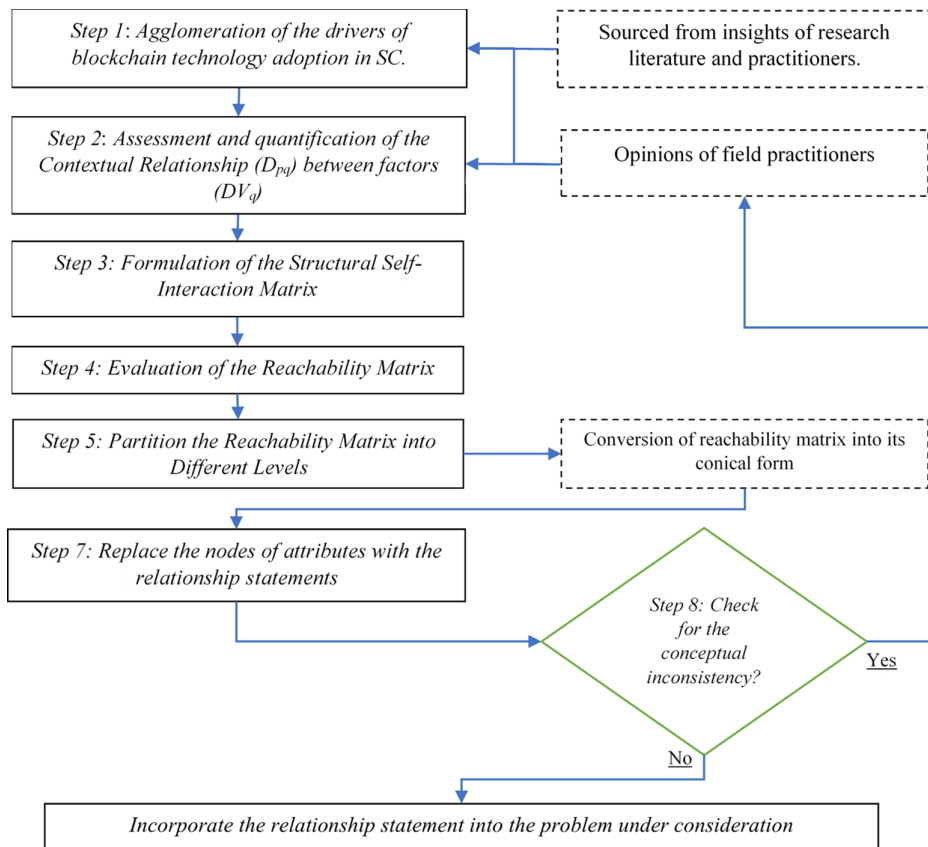 Step 1: Agglomeration of the drivers of
blockchain technology adoption in SC.
Sourced from insights of research
literature and practitioners.
Step 2: Assessment and quantification of the
Contextual Relationship (Dpq) between factors
(DVq)
Opinions of field practitioners
Step 3: Formulation of the Structural Self-
Interaction Matrix
Step 4: Evaluation of the Reachability Matrix
Step 5: Partition the Reachability Matrix into
Different Levels
Conversion of reachability matrix into its
conical form
Step 7: Replace the nodes of attributes with the
relationship statements
Step 8: Check
for the
conceptual
inconsistency?
Yes
No
Incorporate the relationship statement into the problem under consideration